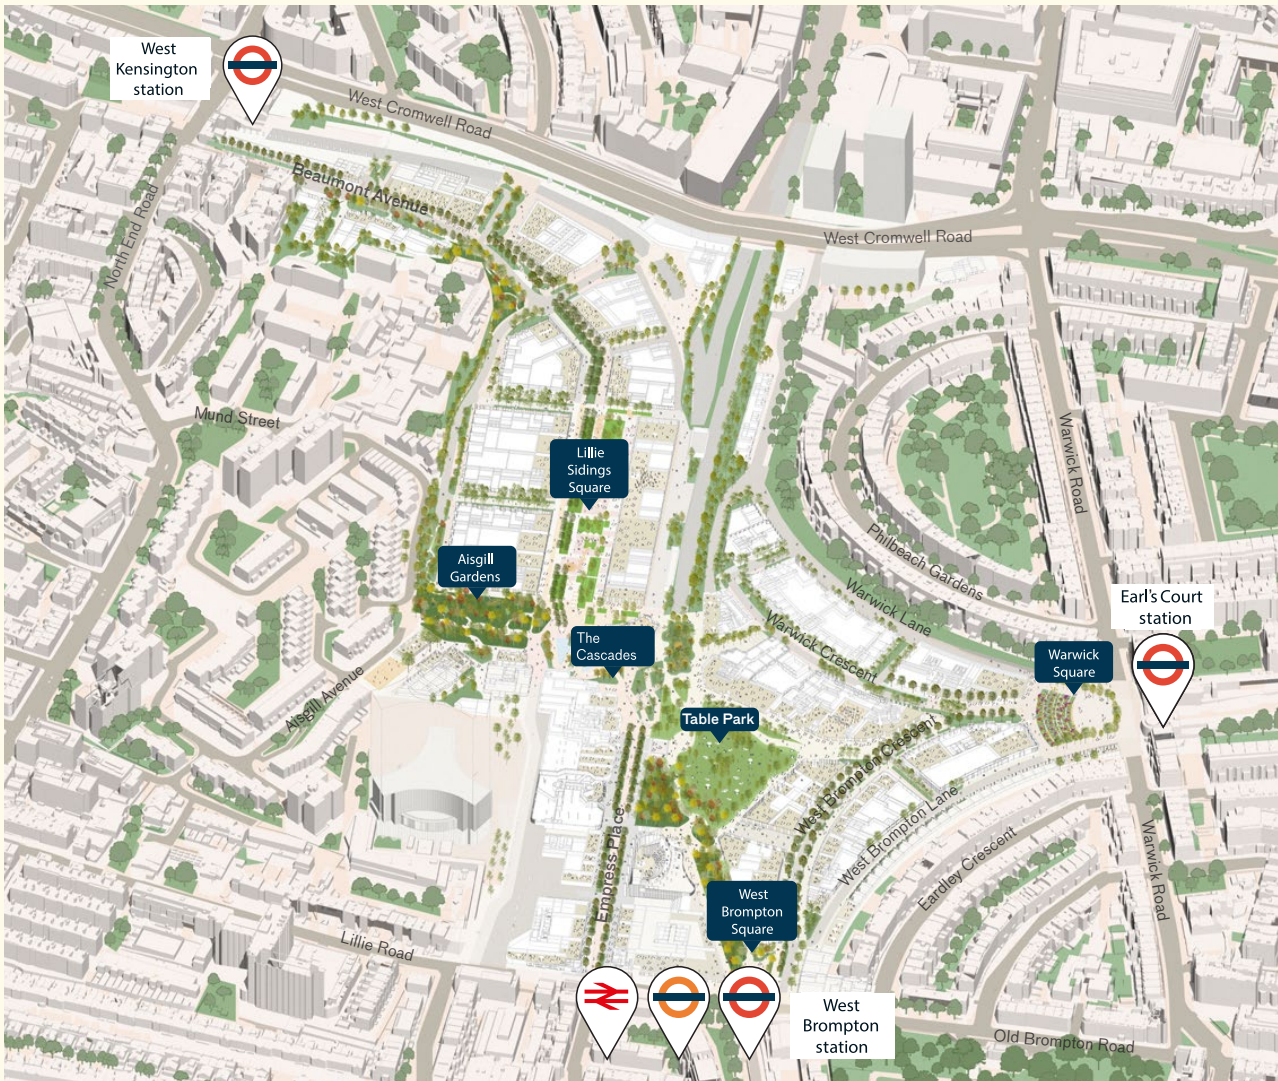 West
Kensington
station
West Cromwell Road
Beaumont Avenue
North End Road
West Cromwell Road
Mund Street
Warwick Road
Lillie
Sidings
Square
Philbeach Gardens
Aisgill
Gardens
Warwick Lane
Earl's Court
station
The
Cascades
Warwick Crescent
Warwick
Square
Aisgill Avenue
Table Park
West Brompton Crescent
West Brompton Lane
Empress Place
Eardley Crescent
Warwick Road
West
Brompton
Square
Lillie Road
West
Brompton
station
Old Brompton Road